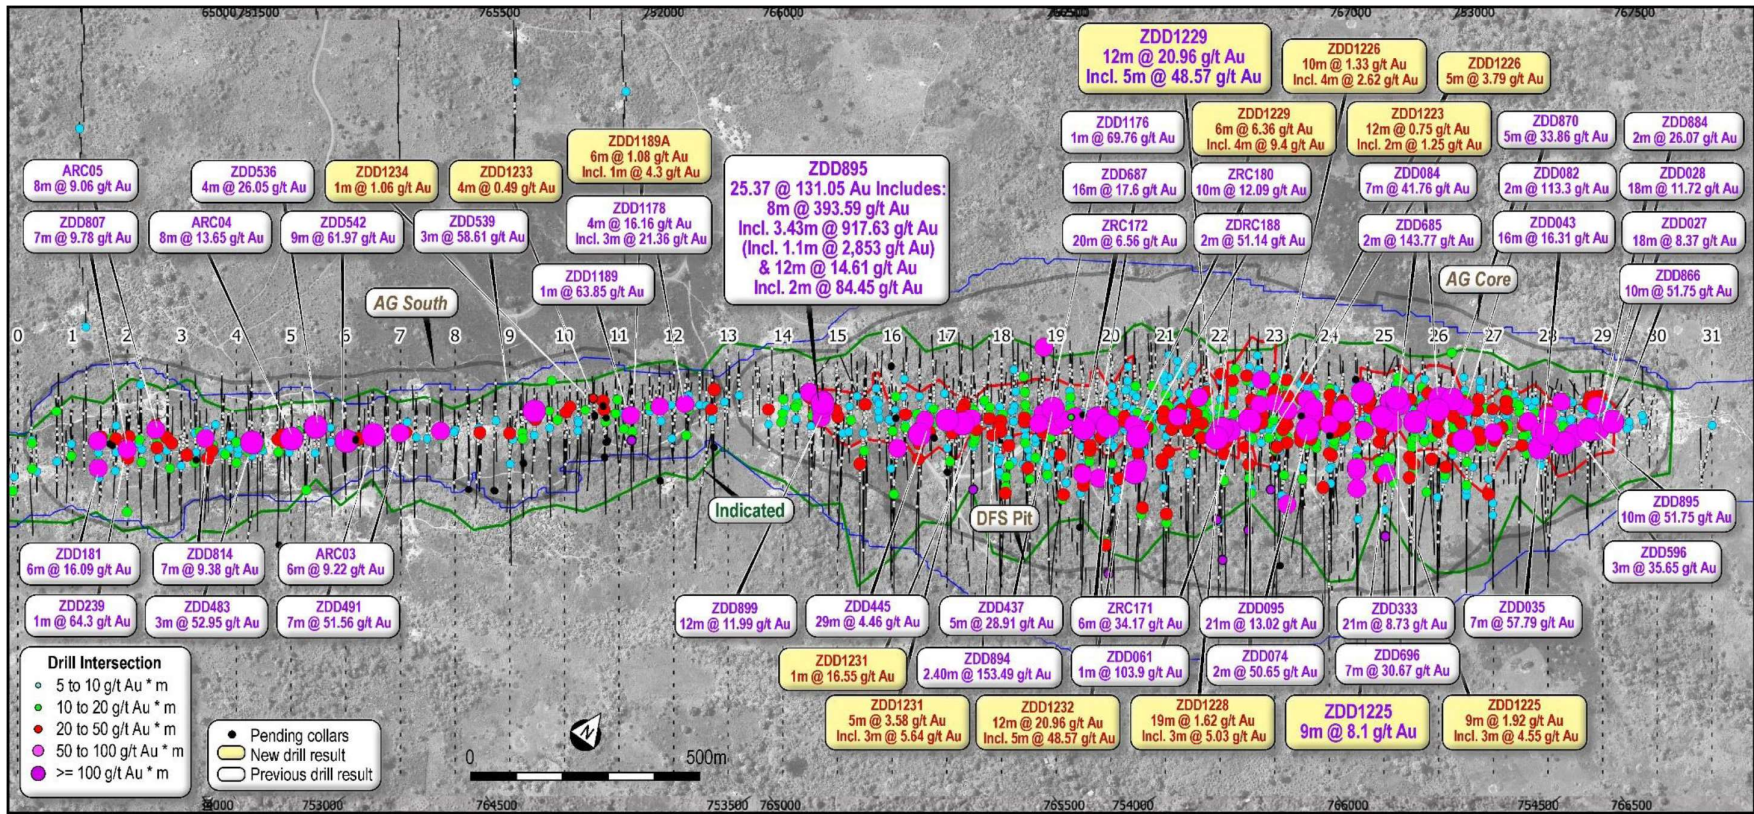 765500
752000
766000
767000
783000
767500
ZDD1229
12m @ 20.96 g/t Au
Incl. 5m @ 48.57 g/t Au
ZDD1226
10m @ 1.33 g/t Au
Incl. 4m @ 2.62 g/t Au
ZDD1226
5m @ 3.79 g/t Au
ZDD1176
1m @ 69.76 g/t Au
ZDD1229
6m @ 6.36 g/t Au
Incl. 4m @ 9.4 g/t Au
ZDD1223
12m @ 0.75 g/t Au
Incl. 2m @ 1.25 g/t Au
ZDD870
5m @ 33.86 g/t Au
ZDD884
2m @ 26.07 g/t Au
ARC05
8m @ 9.06 g/t Au
ZDD536
4m @ 26.05 g/t Au
ZDD1234
1m @ 1.06 g/t Au
ZDD1233
4m @ 0.49 g/t Au
ZDD1189A
6m @ 1.08 g/t Au
Incl. 1m @ 4.3 g/t Au
ZDD895
25.37 @ 131.05 Au Includes:
8m @ 393.59 g/t Au
Incl. 3.43m @ 917.63 g/t Au
(Incl. 1.1m @ 2,853 g/t Au)
& 12m @ 14.61 g/t Au
Incl. 2m @ 84.45 g/t Au
ZDD687
16m @ 17.6 g/t Au
ZRC180
10m @ 12.09 g/t Au
ZDD084
7m @ 41.76 g/t Au
ZDD082
2m @ 113.3 g/t Au
ZDD028
18m @ 11.72 g/t Au
ZDD807
7m @ 9.78 g/t Au
ARC04
8m @ 13.65 g/t Au
ZDD542
9m @ 61.97 g/t Au
ZDD539
3m @ 58.61 g/t Au
ZDD1178
4m @ 16.16 g/t Au
Incl. 3m @ 21.36 g/t Au
ZRC172
20m @ 6.56 g/t Au
ZDRC188
2m @ 51.14 g/t Au
ZDD685
2m @ 143.77 g/t Au
ZDD043
16m @ 16.31 g/t Au
ZDD027
18m @ 8.37 g/t Au
ZDD1189
1m @ 63.85 g/t Au
AG South
AG Core
ZDD866
10m @ 51.75 g/t Au
0 1 2 3 4 5 6 7 8 9 10 11 12 13 14 15 16 17 18 19 20 21 22 23 24 25 26 27 28 29 30 31
Indicated
DFS Pit
ZDD895
10m @ 51.75 g/t Au
ZDD181
6m @ 16.09 g/t Au
ZDD814
7m @ 9.38 g/t Au
ARC03
6m @ 9.22 g/t Au
ZDD596
3m @ 35.65 g/t Au
ZDD239
1m @ 64.3 g/t Au
ZDD483
3m @ 52.95 g/t Au
ZDD491
7m @ 51.56 g/t Au
ZDD899
12m @ 11.99 g/t Au
ZDD445
29m @ 4.46 g/t Au
ZDD437
5m @ 28.91 g/t Au
ZRC171
6m @ 34.17 g/t Au
ZDD095
21m @ 13.02 g/t Au
ZDD333
21m @ 8.73 g/t Au
ZDD035
7m @ 57.79 g/t Au
ZDD1231
1m @ 16.55 g/t Au
ZDD894
2.40m @ 153.49 g/t Au
ZDD061
1m @ 103.9 g/t Au
ZDD074
2m @ 50.65 g/t Au
ZDD696
7m @ 30.67 g/t Au
ZDD1231
5m @ 3.58 g/t Au
Incl. 3m @ 5.64 g/t Au
ZDD1232
12m @ 20.96 g/t Au
Incl. 5m @ 48.57 g/t Au
ZDD1228
19m @ 1.62 g/t Au
Incl. 3m @ 5.03 g/t Au
ZDD1225
9m @ 8.1 g/t Au
ZDD1225
9m @ 1.92 g/t Au
Incl. 3m @ 4.55 g/t Au
Drill Intersection
5 to 10 g/t Au * m
10 to 20 g/t Au * m
20 to 50 g/t Au * m
50 to 100 g/t Au * m
>= 100 g/t Au * m
Pending collars
New drill result
Previous drill result
N
0 500m
753000
764500
753500
765000
765500
754000
766000
754500
766500